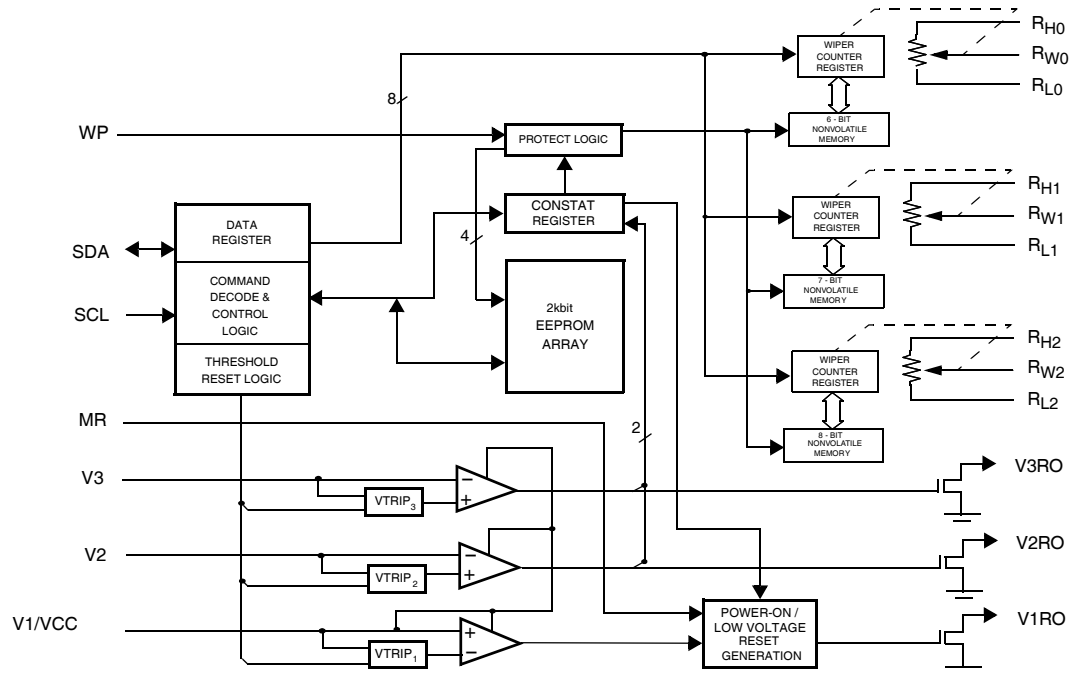 RH0
WIPER
COUNTER
REGISTER
RW0
RL0
8
WP
PROTECT LOGIC
6 - BIT
NONVOLATILE
MEMORY
RH1
WIPER
COUNTER
REGISTER
RW1
RL1
CONSTAT
REGISTER
DATA
REGISTER
4
SDA
7 - BIT
NONVOLATILE
MEMORY
COMMAND
DECODE &
CONTROL
LOGIC
2kbit
EEPROM
ARRAY
SCL
RH2
WIPER
COUNTER
REGISTER
RW2
RL2
THRESHOLD
RESET LOGIC
MR
2
8 - BIT
NONVOLATILE
MEMORY
V3
−
+
VTRIP3
V3RO
V2
−
+
VTRIP2
V2RO
V1/VCC
+
−
VTRIP1
POWER-ON /
LOW VOLTAGE
RESET
GENERATION
V1RO